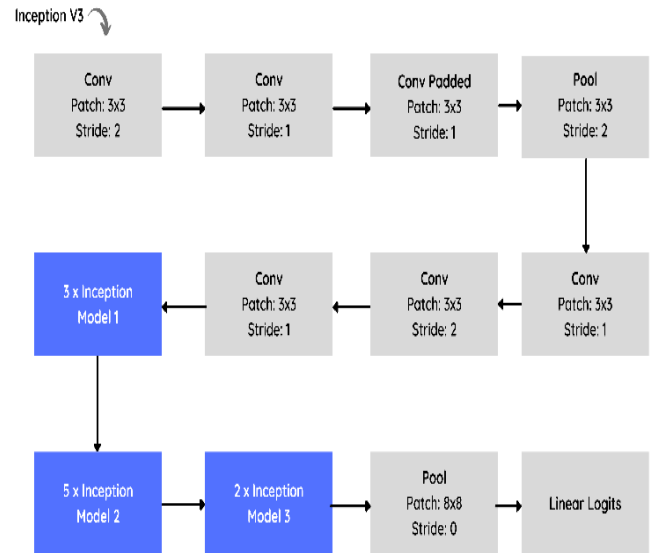 Inception V3
Conv
Patch: 3x3
Stride: 2
Conv
Patch: 3x3
Stride: 1
Conv Padded
Patch: 3x3
Stride: 1
Pool
Patch: 3x3
Stride: 2
Conv
Patch: 3x3
Stride: 1
Conv
Patch: 3x3
Stride: 2
Conv
Patch: 3x3
Stride: 1
3 x Inception
Model 1
5 x Inception
Model 2
2 x Inception
Model 3
Pool
Patch: 8x8
Stride: 0
Linear Logits